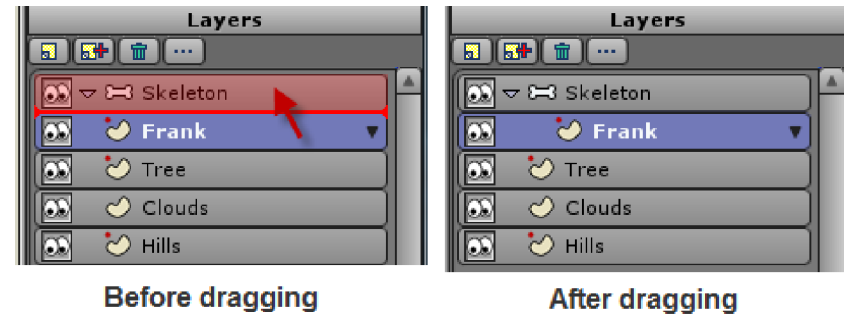 Layers
Skeleton
Frank
Tree
Clouds
Hills
Before dragging
Layers
Skeleton
Frank
Tree
Clouds
Hills
After dragging